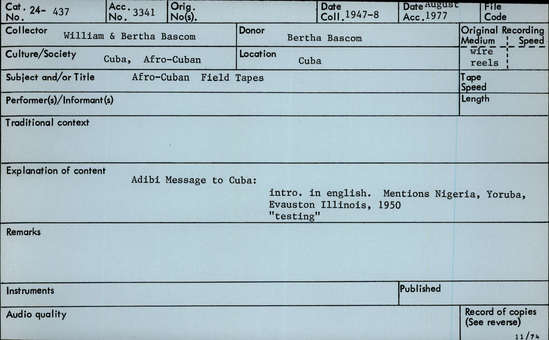 Cat. 24- 437 Acc. 3341 Orig. Date August File
No. No. No(s). Coll. 1947-8 Acc. 1977 Code
Collector William & Bertha Bascom Donor Bertha Bascom Original Recording
Medium Speed
Culture/Society Cuba, Afro-Cuban Location Cuba wire
reels
Subject and/or Title Afro-Cuban Field Tapes Tape
Speed
Performer(s)/Informant(s) Length
Traditional context
Explanation of content Adibi Message to Cuba:
intro. in english. Mentions Nigeria, Yoruba,
Evauston Illinois, 1950
"testing"
Remarks
Instruments Published
Audio quality Record of copies
(See reverse)
11/74